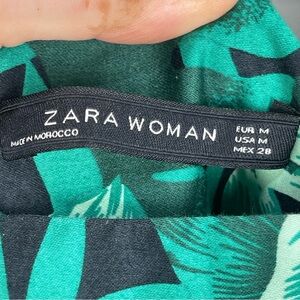 ZARA WOMAN
MADE IN MOROCCO
EUR M
USA M
MEX 28